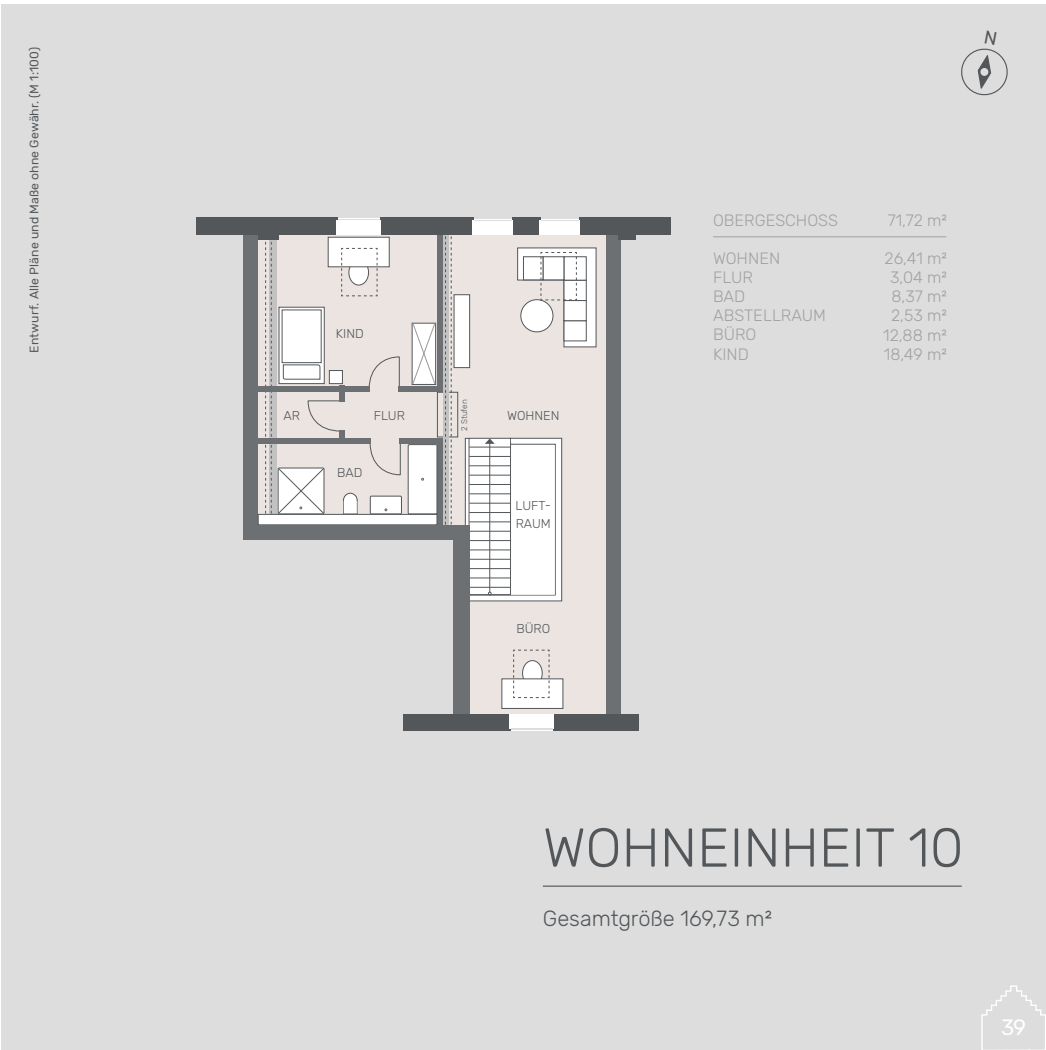 Entwurf. Alle Pläne und Maße ohne Gewähr. (M 1:100)
N
OBERGESCHOSS 71,72 m²
WOHNEN 26,41 m²
FLUR 3,04 m²
BAD 8,37 m²
ABSTELLRAUM 2,53 m²
BÜRO 12,88 m²
KIND 18,49 m²
KIND
AR
FLUR
2 Stufen
WOHNEN
BAD
LUFT-
RAUM
BÜRO
WOHNEINHEIT 10
Gesamtgröße 169,73 m²
39